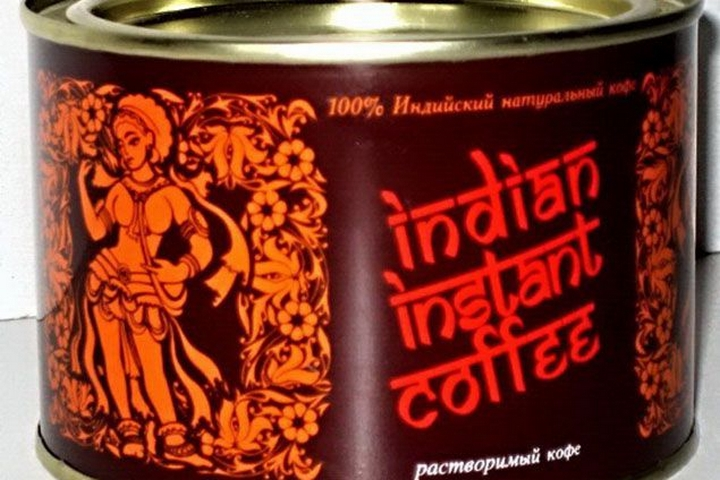 100% Индийский натуральный кофе
indian
instant
coffee
растворимый кофе